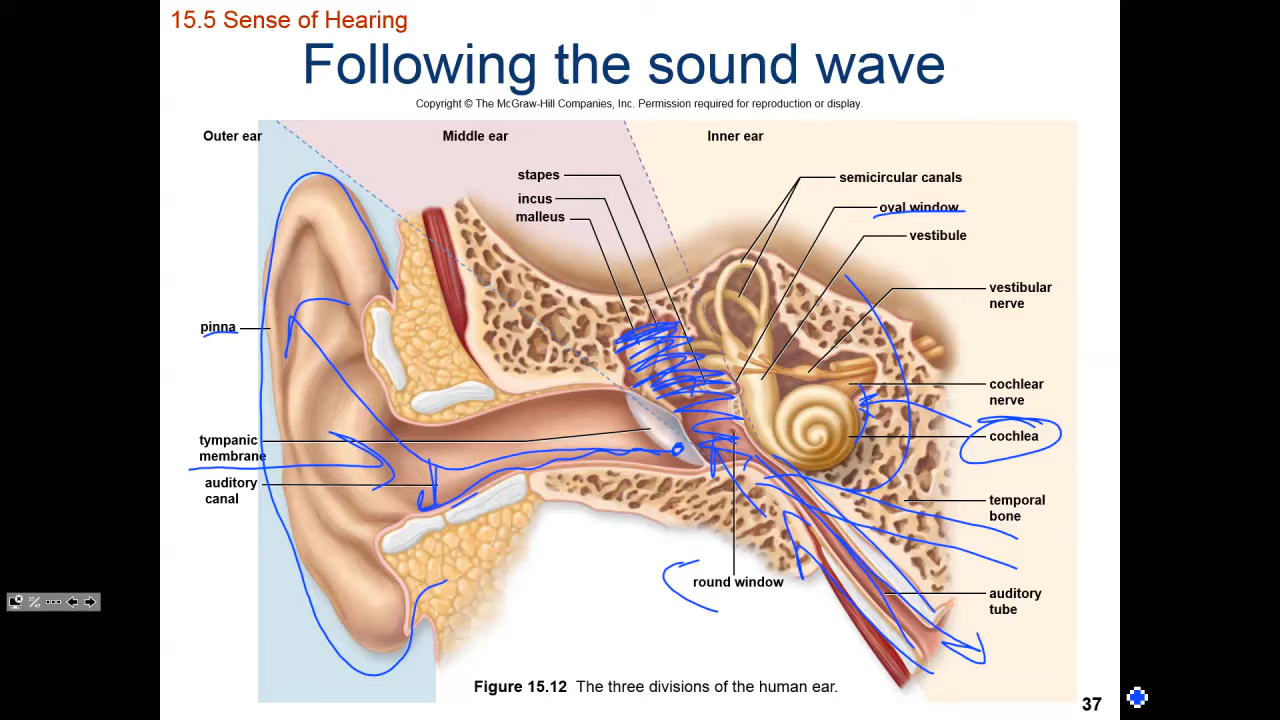 15.5 Sense of Hearing
Following the sound wave
Copyright © The McGraw-Hill Companies, Inc. Permission required for reproduction or display.
Outer ear
Middle ear
Inner ear
stapes
incus
malleus
semicircular canals
oval window
vestibule
vestibular
nerve
pinna
cochlear
nerve
cochlea
tympanic
membrane
auditory
canal
temporal
bone
round window
auditory
tube
Figure 15.12 The three divisions of the human ear.
37